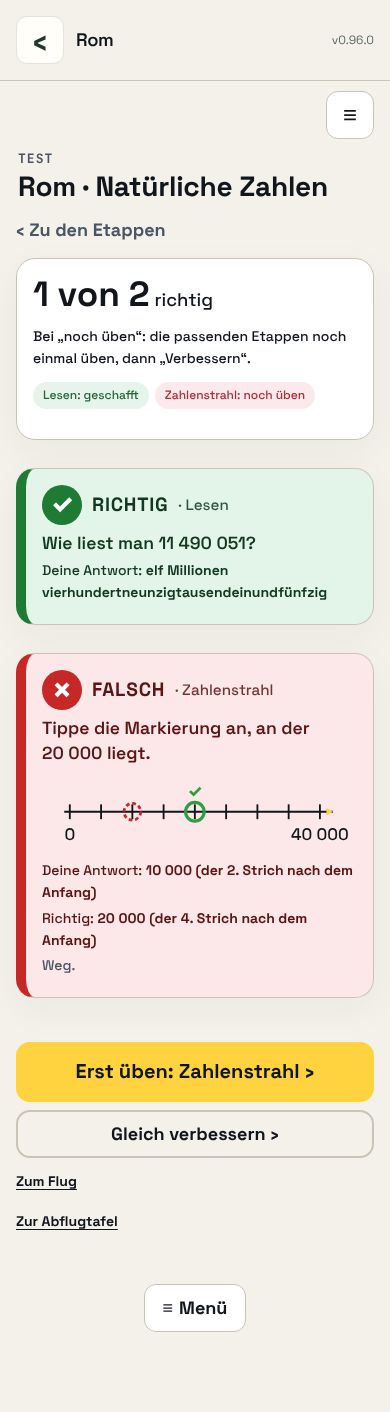 < Rom v0.96.0
≡
TEST
Rom · Natürliche Zahlen
< Zu den Etappen
1 von 2 richtig
Bei „noch üben“: die passenden Etappen noch
einmal üben, dann „Verbessern“.
Lesen: geschafft Zahlenstrahl: noch üben
RICHTIG · Lesen
Wie liest man 11 490 051?
Deine Antwort: elf Millionen
vierhundertneunzigtausendeinundfünfzig
FALSCH · Zahlenstrahl
Tippe die Markierung an, an der
20 000 liegt.
0 40 000
Deine Antwort: 10 000 (der 2. Strich nach dem
Anfang)
Richtig: 20 000 (der 4. Strich nach dem
Anfang)
Weg.
Erst üben: Zahlenstrahl >
Gleich verbessern >
Zum Flug
Zur Abflugtafel
≡ Menü